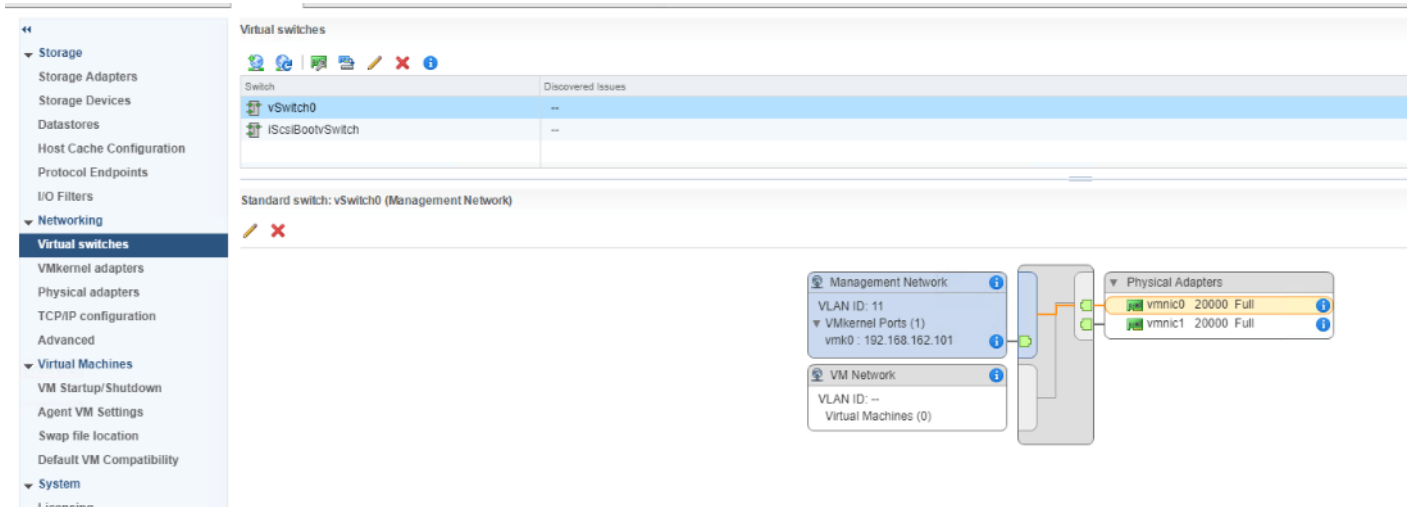 Virtual switches
Storage
Storage Adapters
Storage Devices
Datastores
Host Cache Configuration
Protocol Endpoints
I/O Filters
Networking
Virtual switches
VMkernel adapters
Physical adapters
TCP/IP configuration
Advanced
Virtual Machines
VM Startup/Shutdown
Agent VM Settings
Swap file location
Default VM Compatibility
System
Licensing
Switch Discovered Issues
vSwitch0 --
iScsiBootvSwitch --
Standard switch: vSwitch0 (Management Network)
Management Network
VLAN ID: 11
VMkernel Ports (1)
vmk0 : 192.168.162.101
VM Network
VLAN ID: --
Virtual Machines (0)
Physical Adapters
vmnic0 20000 Full
vmnic1 20000 Full